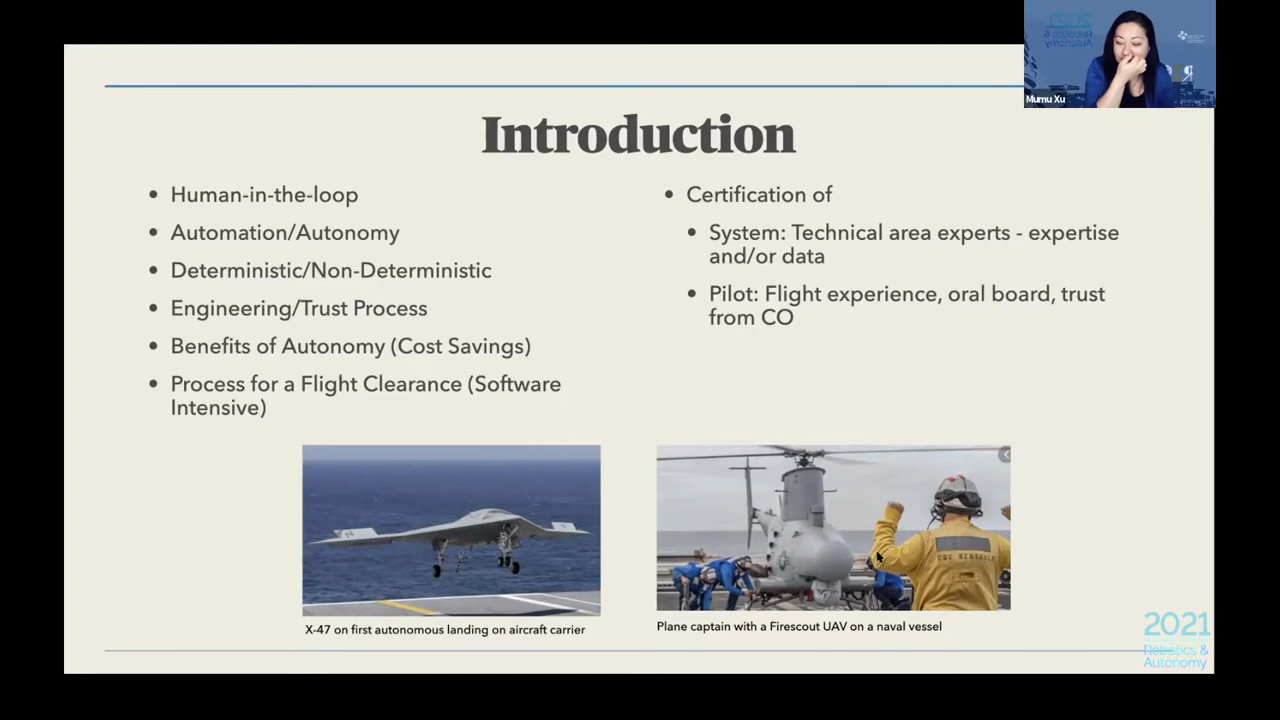 2021
Robotics &
Autonomy
Mumu Xu
Introduction
• Human-in-the-loop
• Automation/Autonomy
• Deterministic/Non-Deterministic
• Engineering/Trust Process
• Benefits of Autonomy (Cost Savings)
• Process for a Flight Clearance (Software
Intensive)
• Certification of
• System: Technical area experts - expertise
and/or data
• Pilot: Flight experience, oral board, trust
from CO
X-47 on first autonomous landing on aircraft carrier
Plane captain with a Firescout UAV on a naval vessel
2021
Robotics &
Autonomy